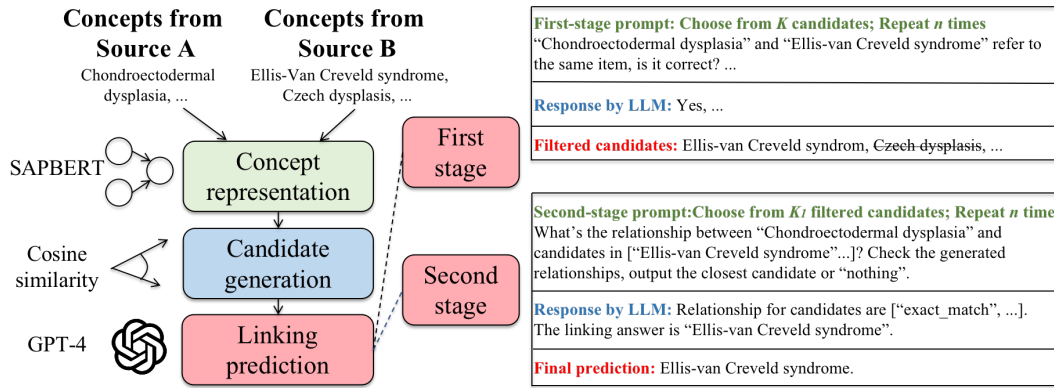 Concepts from
Source A
Concepts from
Source B
Chondroectodermal
dysplasia, ...
Ellis-Van Creveld syndrome,
Czech dysplasis, ...
SAPBERT
Concept
representation
Cosine
similarity
Candidate
generation
GPT-4
Linking
prediction
First
stage
Second
stage
First-stage prompt: Choose from K candidates; Repeat n times
“Chondroectodermal dysplasia” and “Ellis-van Creveld syndrome” refer to
the same item, is it correct? ...
Response by LLM: Yes, ...
Filtered candidates: Ellis-van Creveld syndrom, Czech dysplasis, ...
Second-stage prompt:Choose from K1 filtered candidates; Repeat n time
What’s the relationship between “Chondroectodermal dysplasia” and
candidates in [“Ellis-van Creveld syndrome”...]? Check the generated
relationships, output the closest candidate or “nothing”.
Response by LLM: Relationship for candidates are [“exact_match”, ...].
The linking answer is “Ellis-van Creveld syndrome”.
Final prediction: Ellis-van Creveld syndrome.